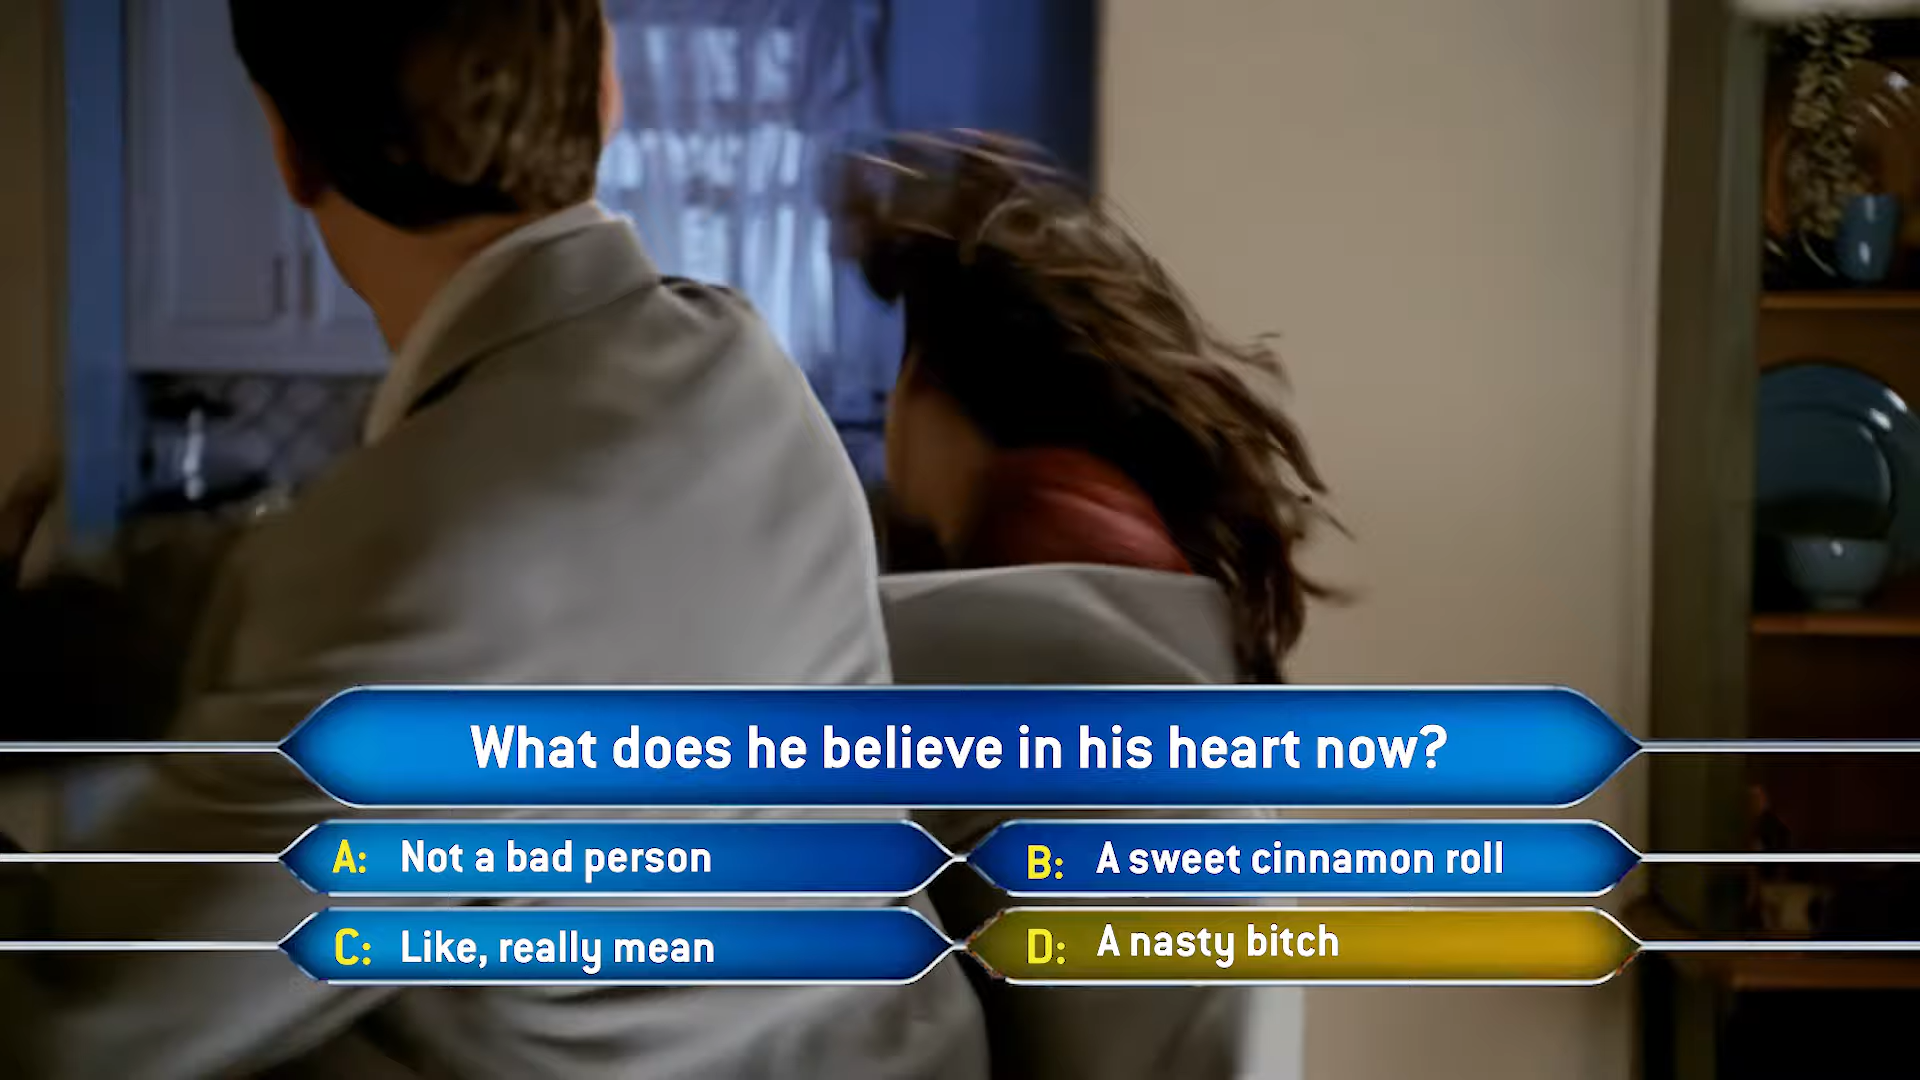 What does he believe in his heart now?
A: Not a bad person
B: A sweet cinnamon roll
C: Like, really mean
D: A nasty bitch